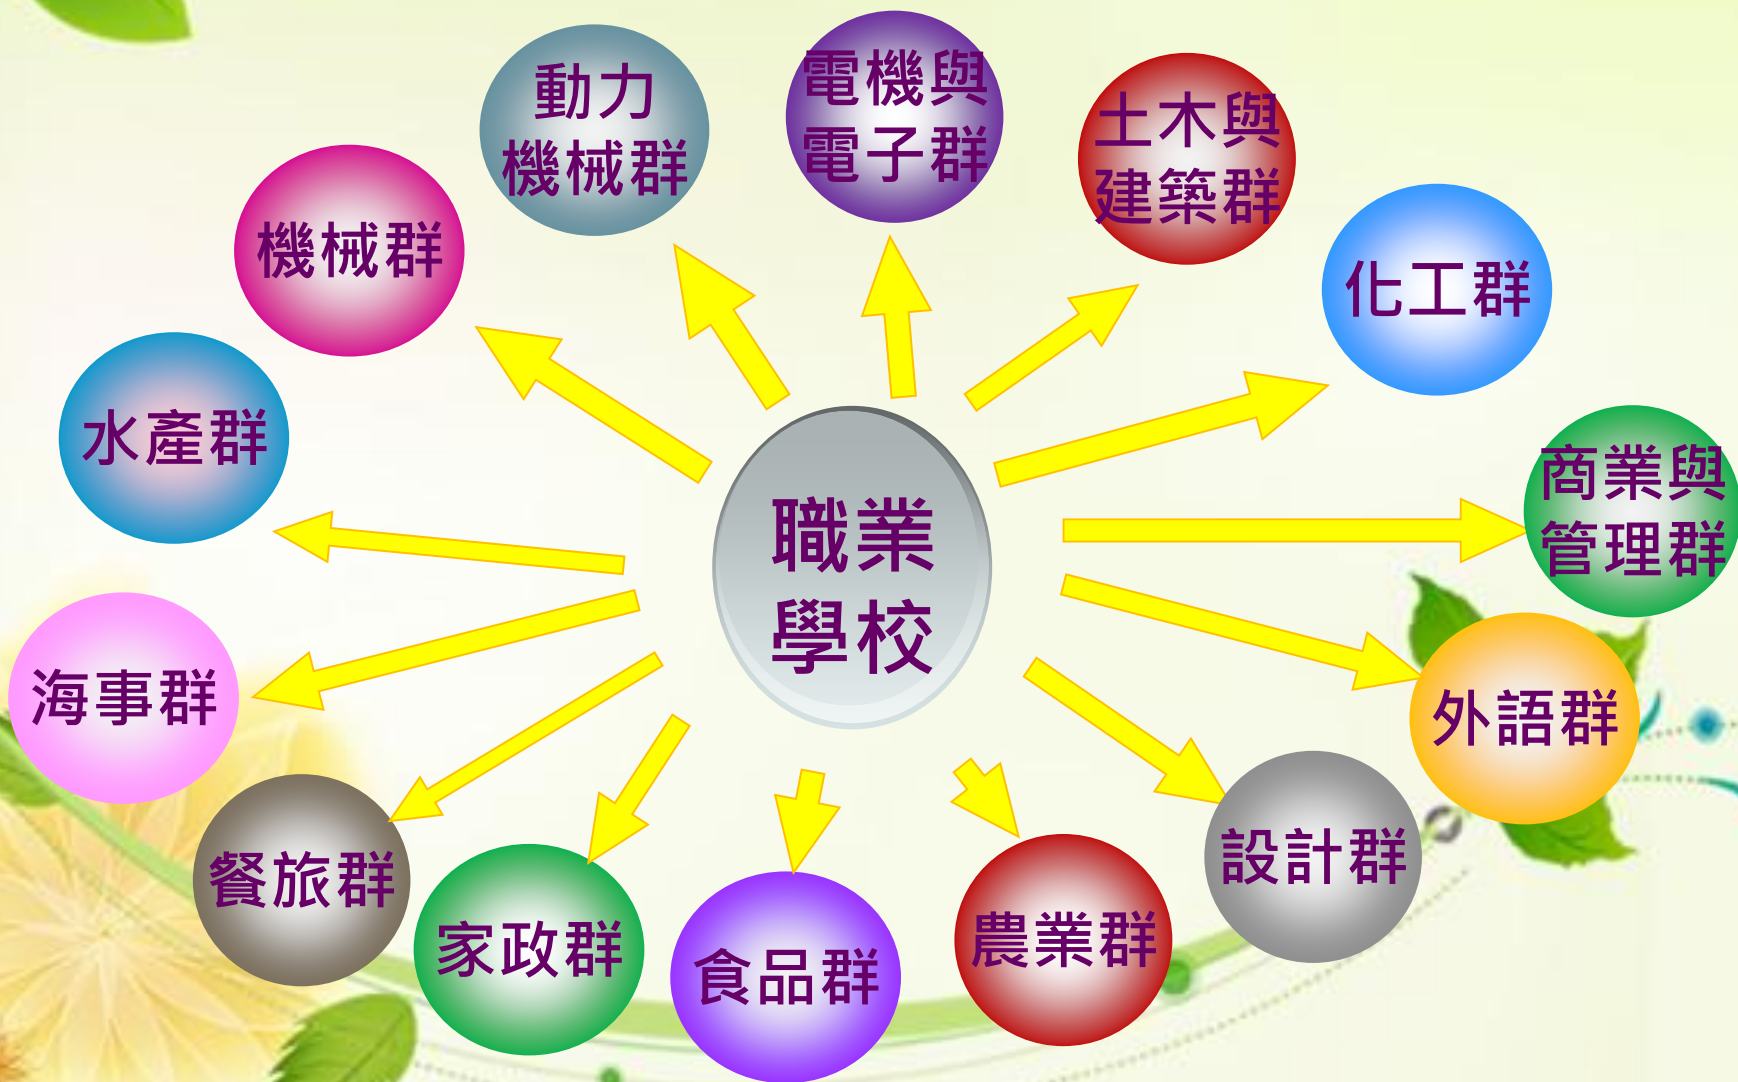 動力
機械群
電機與
電子群
土木與
建築群
機械群
化工群
水產群
商業與
管理群
職業
學校
海事群
外語群
餐旅群
設計群
家政群
食品群
農業群